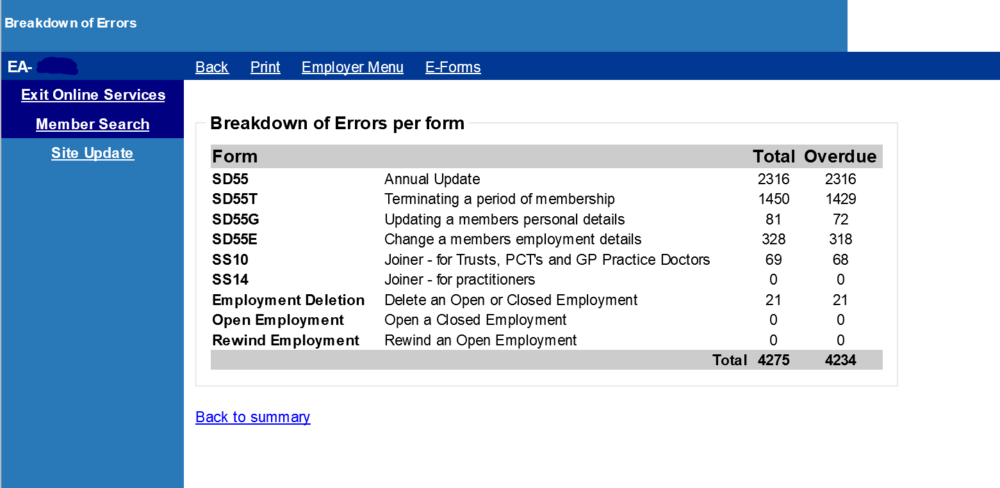 Breakdown of Errors
EA-
Back Print Employer Menu E-Forms
Exit Online Services
Member Search
Site Update
Breakdown of Errors per form
Form Total Overdue
SD55 Annual Update 2316 2316
SD55T Terminating a period of membership 1450 1429
SD55G Updating a members personal details 81 72
SD55E Change a members employment details 328 318
SS10 Joiner - for Trusts, PCT's and GP Practice Doctors 69 68
SS14 Joiner - for practitioners 0 0
Employment Deletion Delete an Open or Closed Employment 21 21
Open Employment Open a Closed Employment 0 0
Rewind Employment Rewind an Open Employment 0 0
Total 4275 4234
Back to summary